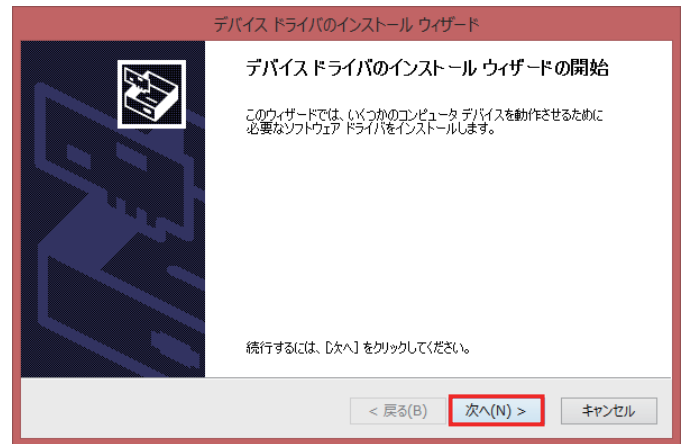 デバイス ドライバのインストール ウィザード
デバイス ドライバのインストール ウィザードの開始
このウィザードでは、いくつかのコンピュータ デバイスを動作させるために
必要なソフトウェア ドライバをインストールします。
続行するには、[次へ] をクリックしてください。
< 戻る(B) 次へ(N) > キャンセル